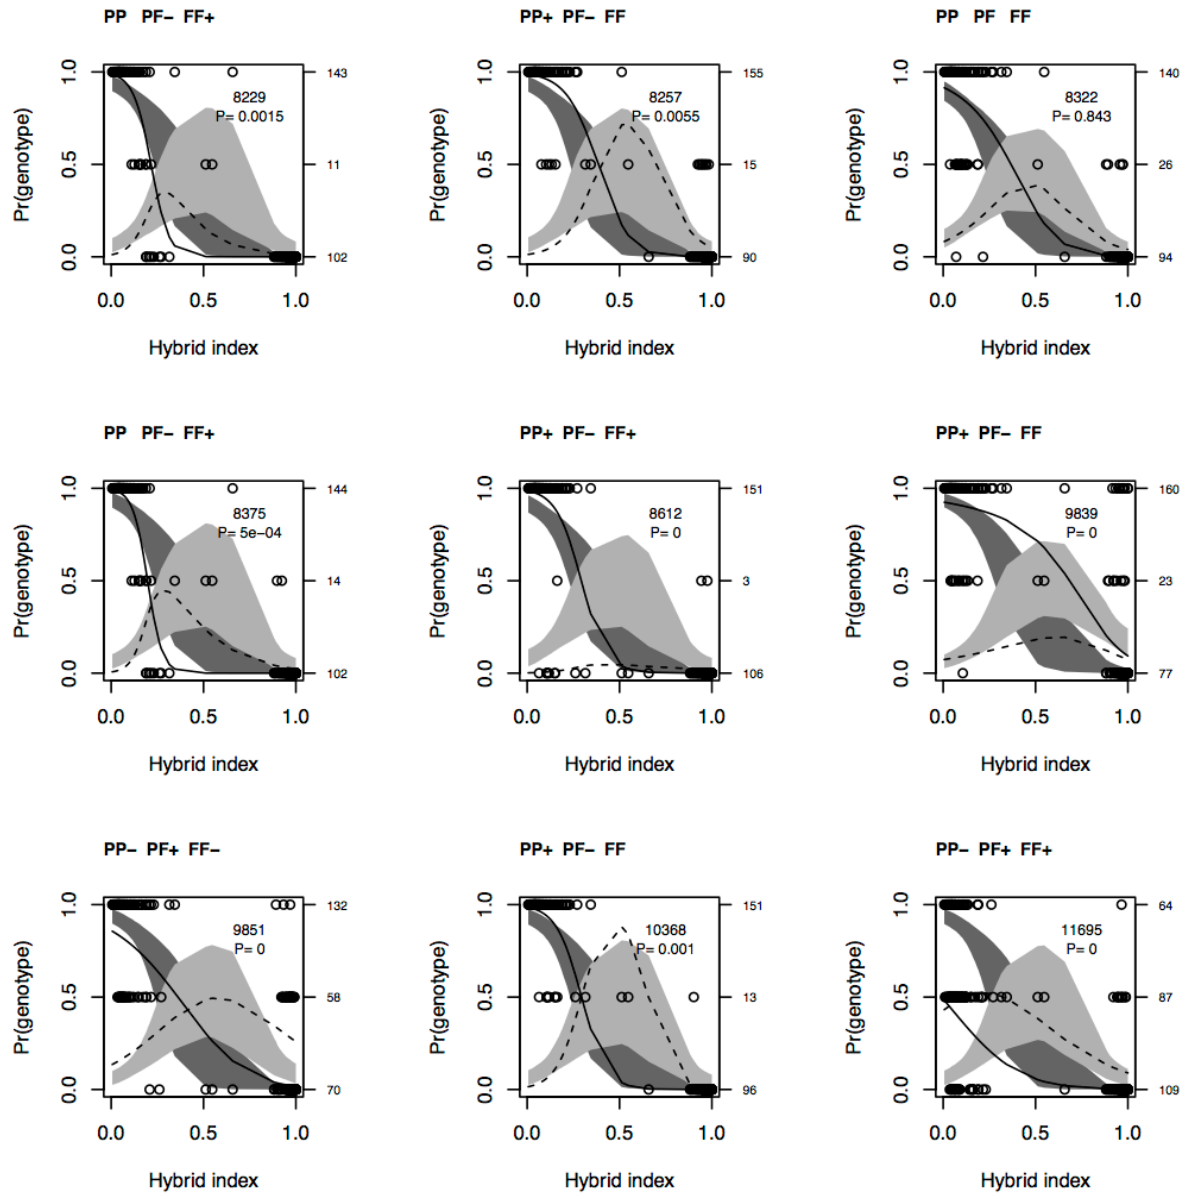 PP PF− FF+
PP+ PF− FF
PP PF FF
1.0
143
8229
P= 0.0015
Pr(genotype)
0.5
11
0.0
102
0.0 0.5 1.0
Hybrid index
1.0
155
8257
P= 0.0055
Pr(genotype)
0.5
15
0.0
90
0.0 0.5 1.0
Hybrid index
1.0
140
8322
P= 0.843
Pr(genotype)
0.5
26
0.0
94
0.0 0.5 1.0
Hybrid index
PP PF− FF+
PP+ PF− FF+
PP+ PF− FF
1.0
144
8375
P= 5e−04
Pr(genotype)
0.5
14
0.0
102
0.0 0.5 1.0
Hybrid index
1.0
151
8612
P= 0
Pr(genotype)
0.5
3
0.0
106
0.0 0.5 1.0
Hybrid index
1.0
160
9839
P= 0
Pr(genotype)
0.5
23
0.0
77
0.0 0.5 1.0
Hybrid index
PP− PF+ FF−
PP+ PF− FF
PP− PF+ FF+
1.0
132
9851
P= 0
Pr(genotype)
0.5
58
0.0
70
0.0 0.5 1.0
Hybrid index
1.0
151
10368
P= 0.001
Pr(genotype)
0.5
13
0.0
96
0.0 0.5 1.0
Hybrid index
1.0
64
11695
P= 0
Pr(genotype)
0.5
87
0.0
109
0.0 0.5 1.0
Hybrid index